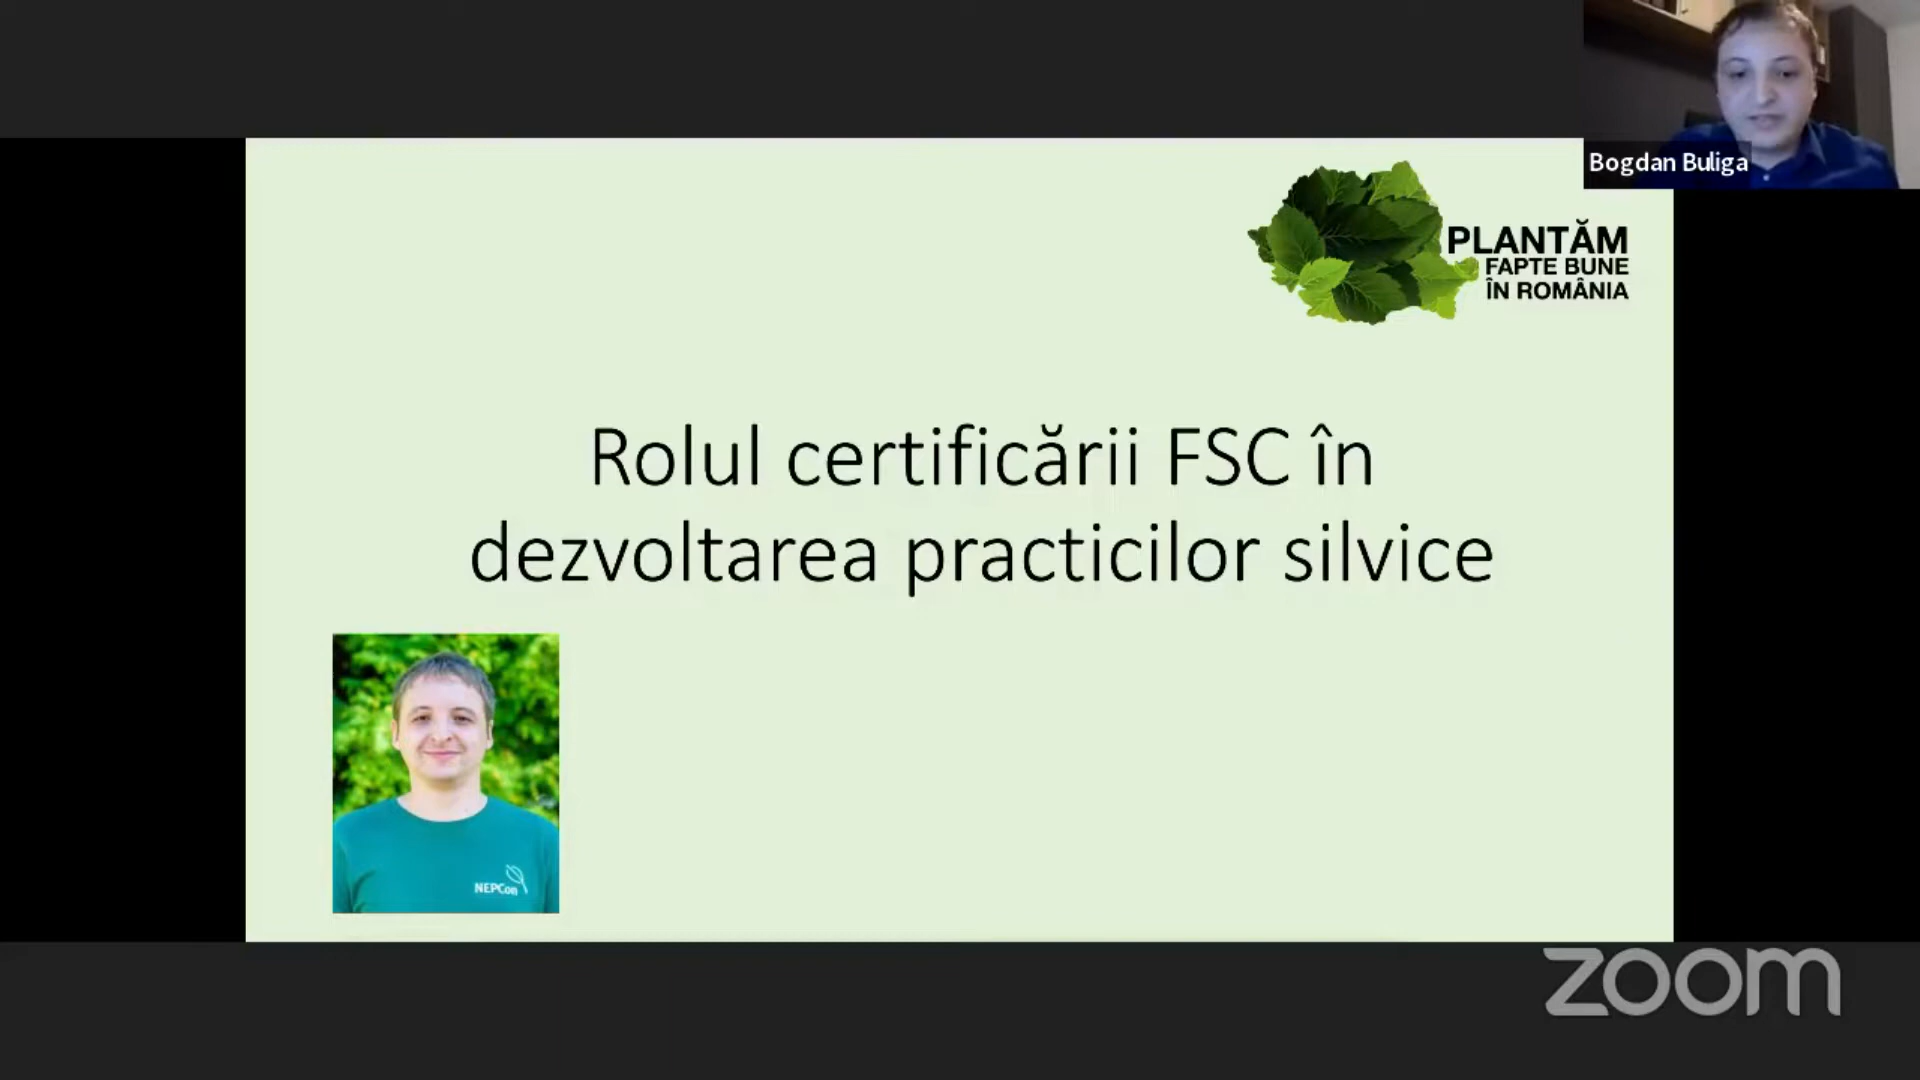 Bogdan Buliga
PLANTĂM
FAPTE BUNE
ÎN ROMÂNIA
Rolul certificării FSC în
dezvoltarea practicilor silvice
NEPCon
zoom